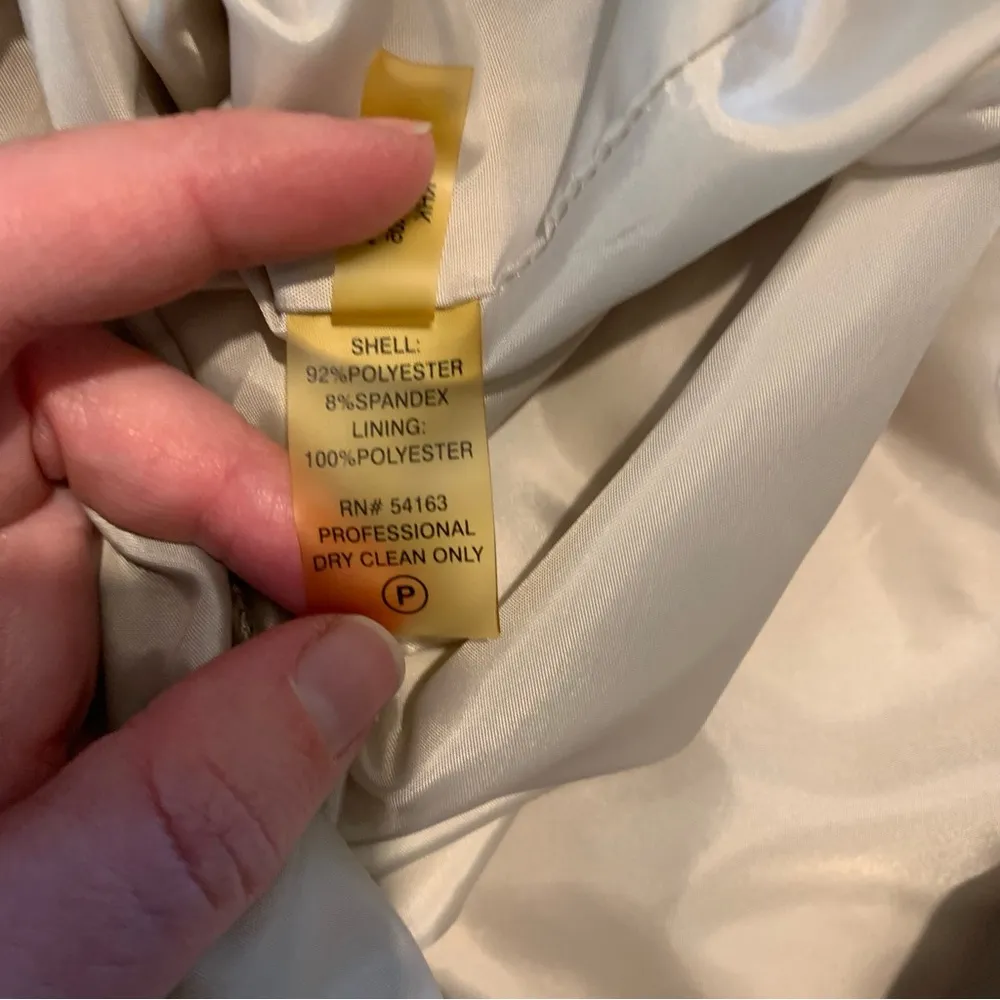 SHELL:
92%POLYESTER
8%SPANDEX
LINING:
100%POLYESTER
RN# 54163
PROFESSIONAL
DRY CLEAN ONLY
P